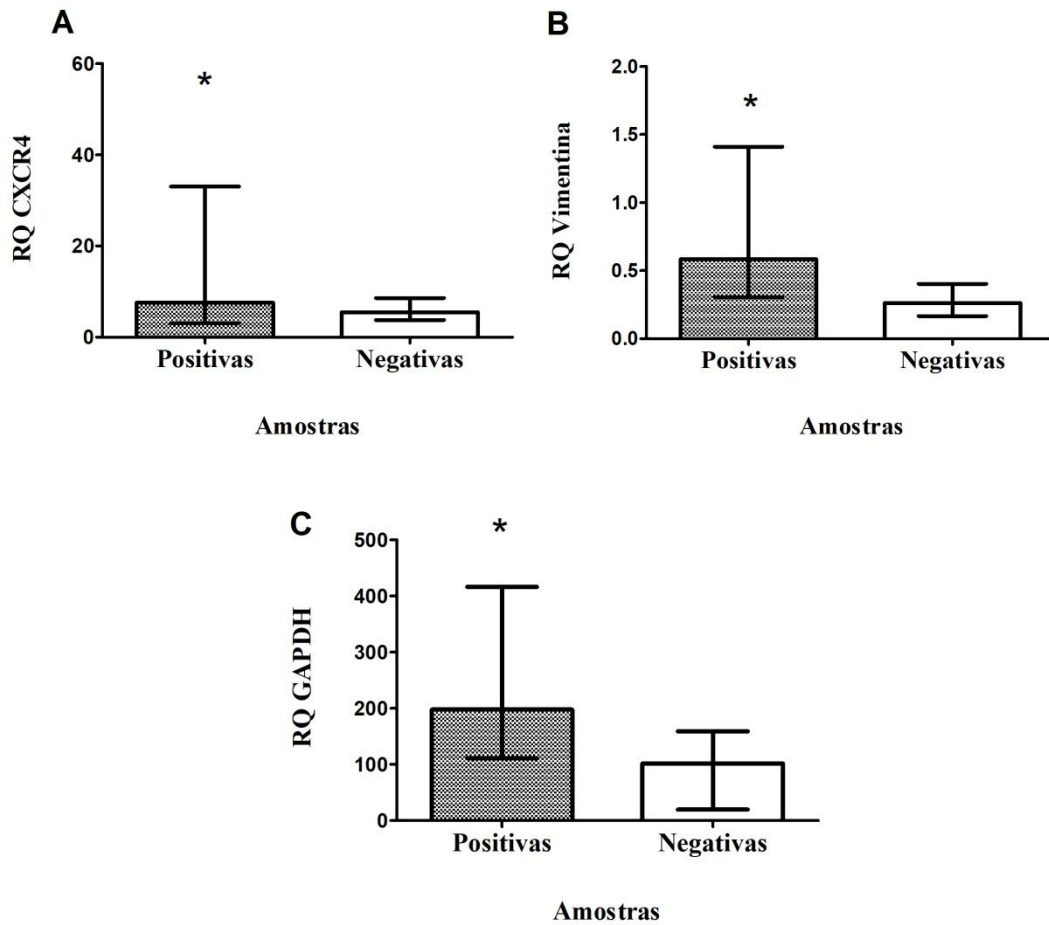 A
RQ CXCR4
60
40
20
0
*
Positivas
Negativas
Amostras
B
RQ Vimentina
2.0
1.5
1.0
0.5
0.0
*
Positivas
Negativas
Amostras
C
RQ GAPDH
500
400
300
200
100
0
*
Positivas
Negativas
Amostras